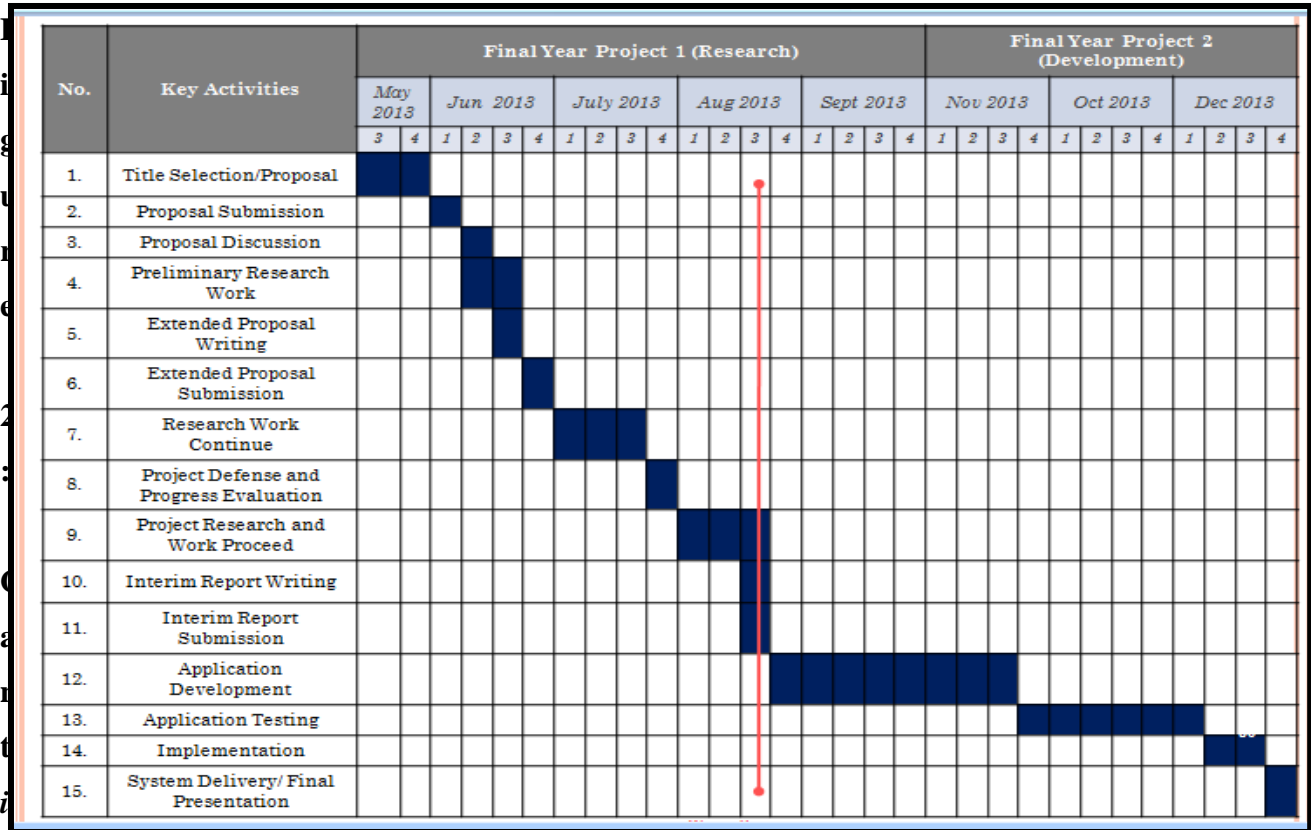 Final Year Project 1 (Research)
Final Year Project 2
(Development)
No.
Key Activities
May
2013
Jun 2013
July 2013
Aug 2013
Sept 2013
Nov 2013
Oct 2013
Dec 2013
3 4 1 2 3 4 1 2 3 4 1 2 3 4 1 2 3 4 1 2 3 4 1 2 3 4 1 2 3 4
1. Title Selection/Proposal
2. Proposal Submission
3. Proposal Discussion
4. Preliminary Research
Work
5. Extended Proposal
Writing
6. Extended Proposal
Submission
7. Research Work
Continue
8. Project Defense and
Progress Evaluation
9. Project Research and
Work Proceed
10. Interim Report Writing
11. Interim Report
Submission
12. Application
Development
13. Application Testing
14. Implementation
15. System Delivery/ Final
Presentation